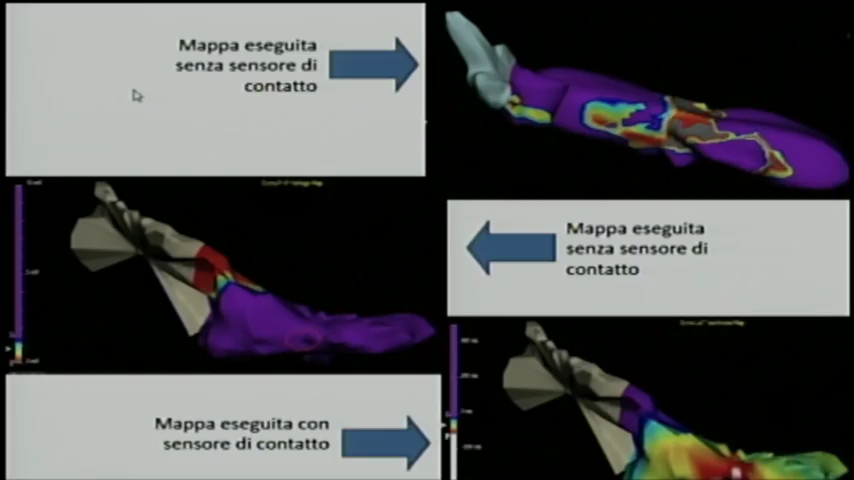 Mappa eseguita
senza sensore di
contatto
Mappa eseguita
senza sensore di
contatto
Mappa eseguita con
sensore di contatto